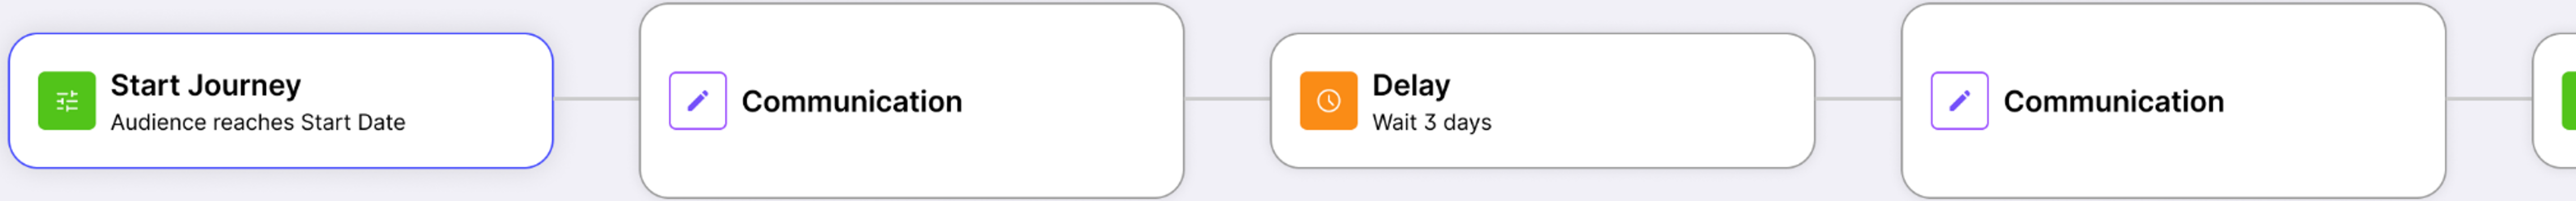 Start Journey
Audience reaches Start Date
Communication
Delay
Wait 3 days
Communication